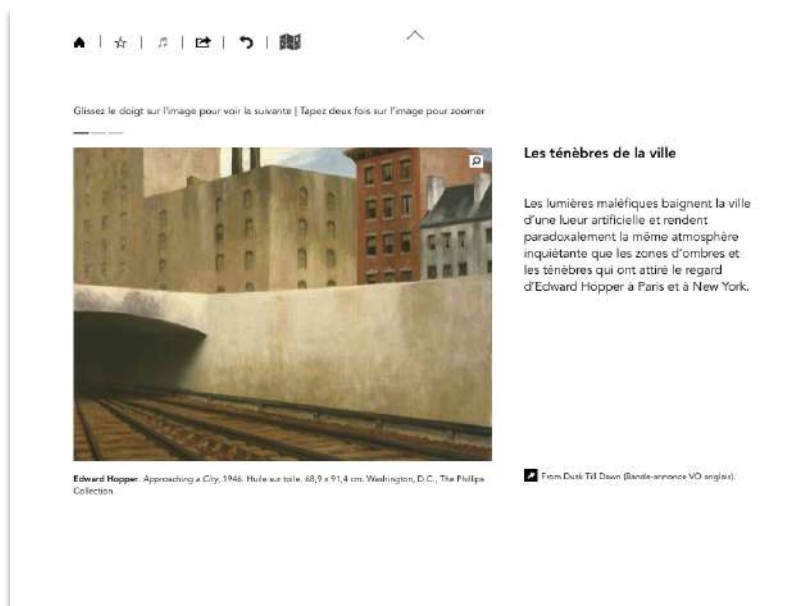 Glissez le doigt sur l'image pour voir la suivante | Tapez deux fois sur l'image pour zoomer
Les ténèbres de la ville
Les lumières maléfiques baignent la ville
d'une lueur artificielle et rendent
paradoxalement la même atmosphère
inquiétante que les zones d'ombres et
les ténèbres qui ont attiré le regard
d'Edward Hopper à Paris et à New York.
Edward Hopper. Approaching a City, 1946. Huile sur toile. 68,9 x 91,4 cm. Washington, D.C., The Phillips
Collection
From Dusk Till Dawn (Bande-annonce VO anglais).